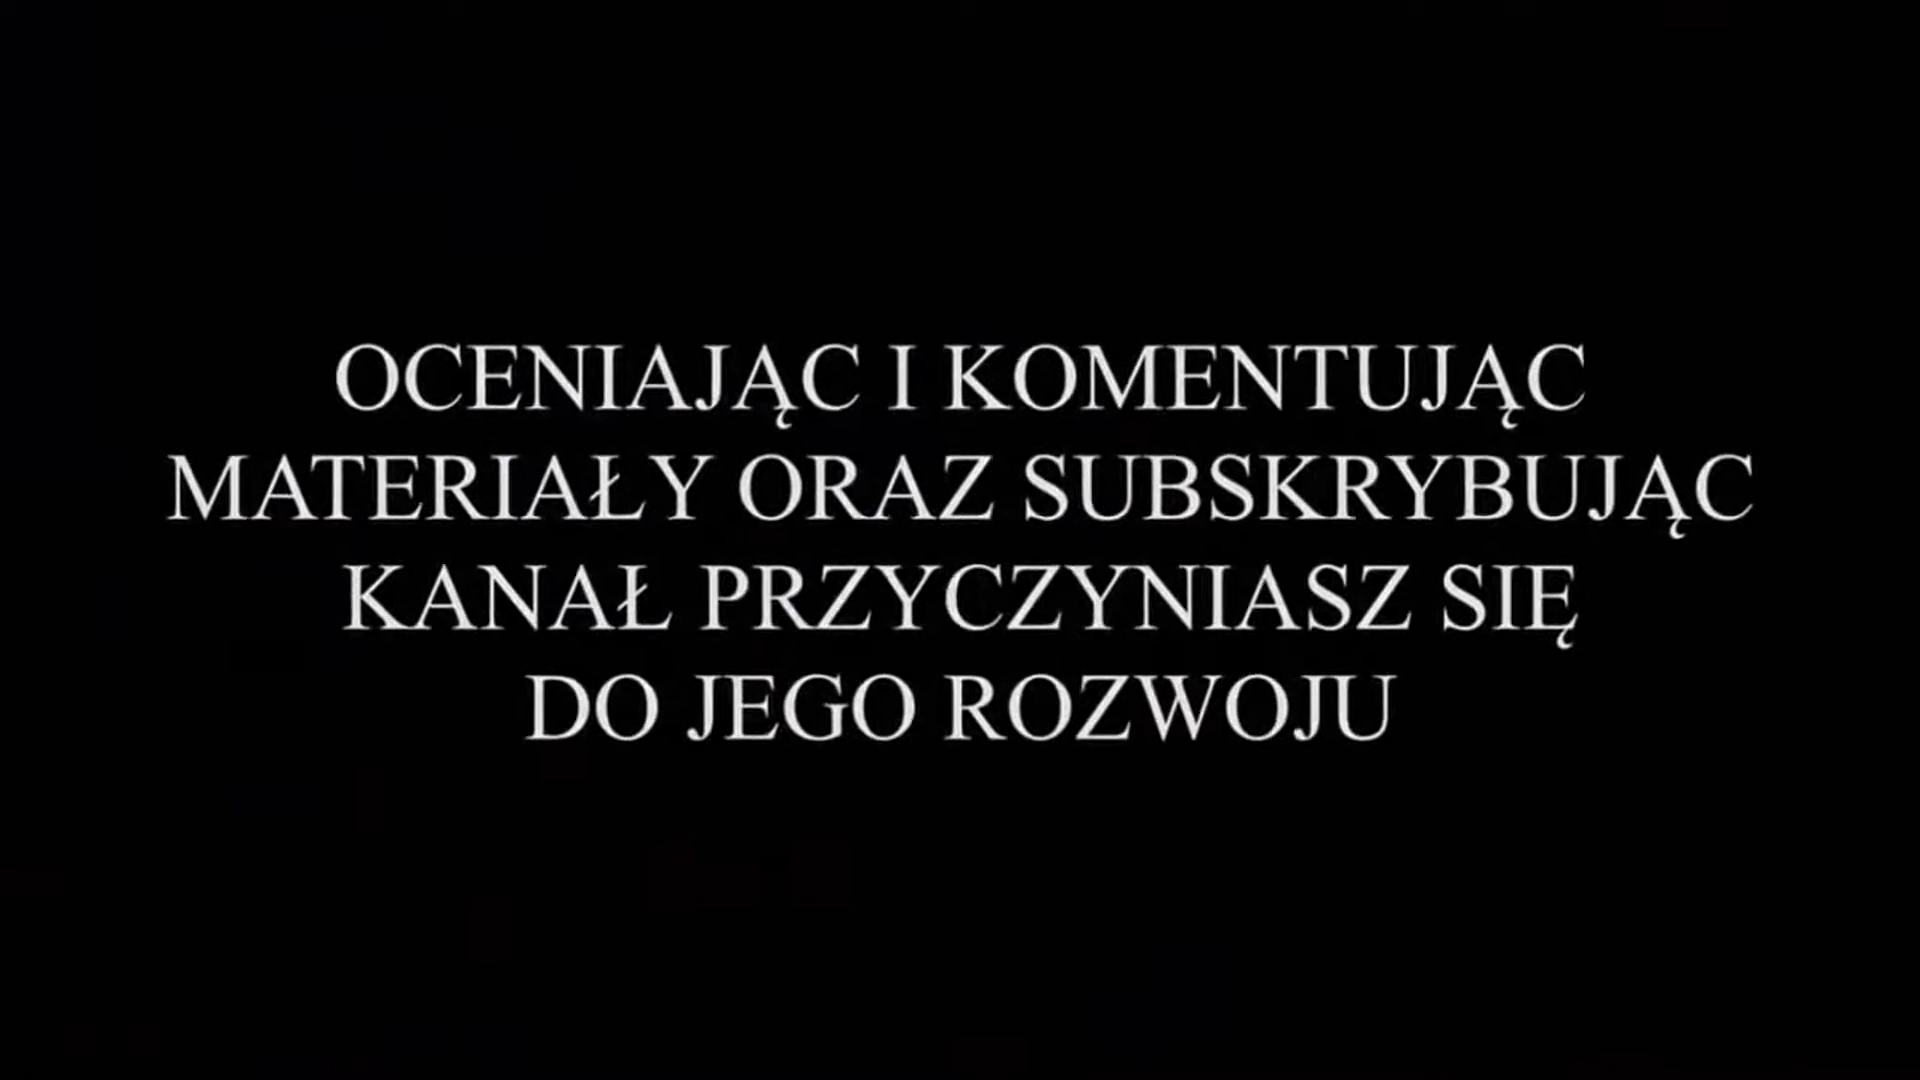 OCENIAJĄC I KOMENTUJĄC
MATERIAŁY ORAZ SUBSKRYBUJĄC
KANAŁ PRZYCZYNIASZ SIĘ
DO JEGO ROZWOJU